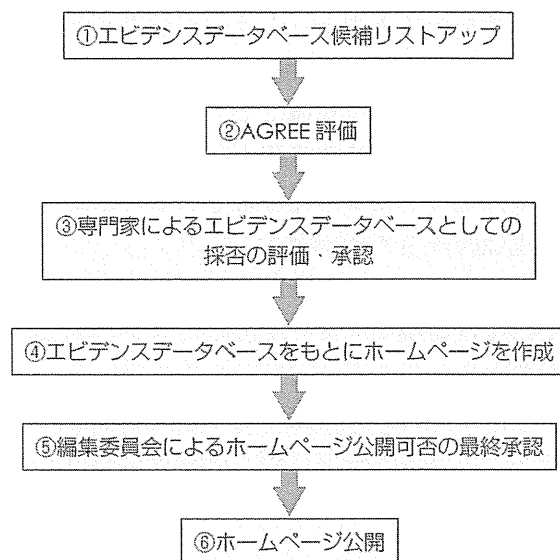 ①エビデンスデータベース候補リストアップ
②AGREE 評価
③専門家によるエビデンスデータベースとしての
採否の評価・承認
④エビデンスデータベースをもとにホームページを作成
⑤編集委員会によるホームページ公開可否の最終承認
⑥ホームページ公開